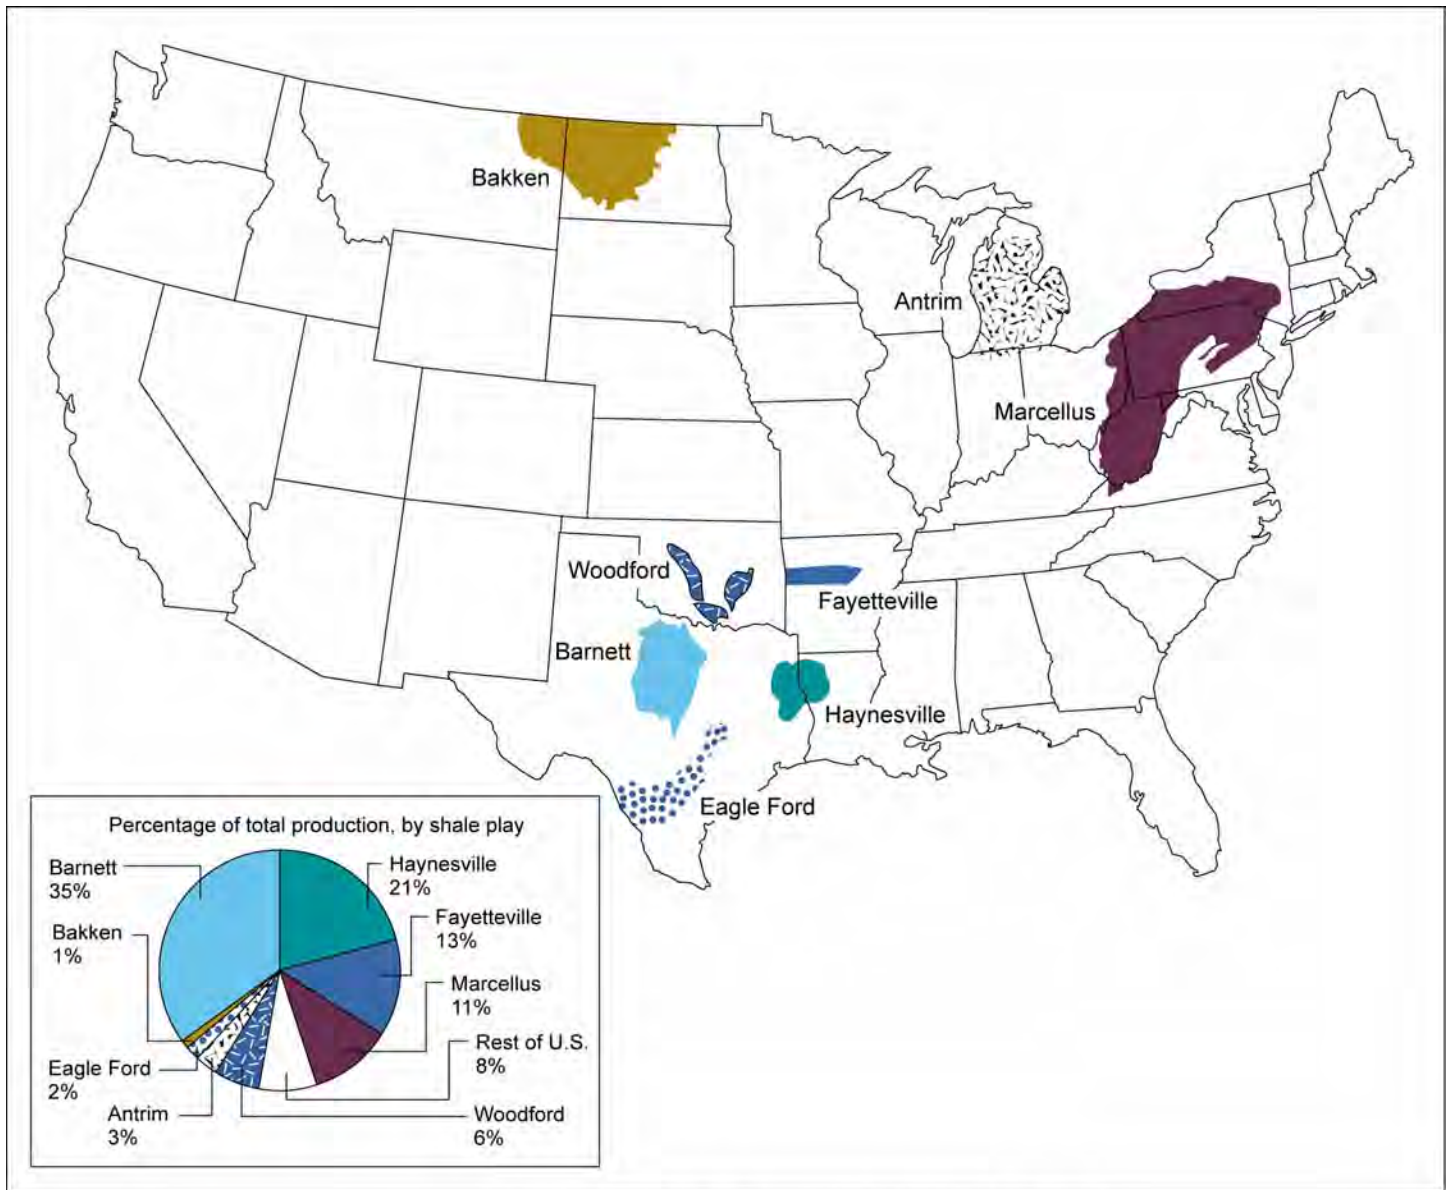 Bakken
Antrim
Marcellus
Woodford
Fayetteville
Barnett
Haynesville
Eagle Ford
Percentage of total production, by shale play
Barnett
35%
Haynesville
21%
Bakken
1%
Fayetteville
13%
Marcellus
11%
Rest of U.S.
8%
Eagle Ford
2%
Antrim
3%
Woodford
6%